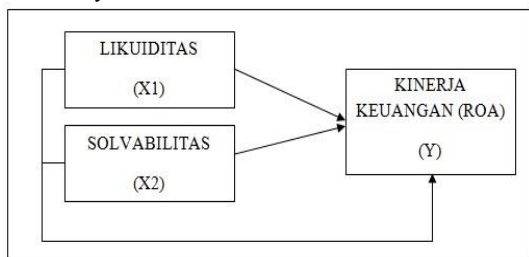 LIKUIDITAS
(X1)
SOLVABILITAS
(X2)
KINERJA
KEUANGAN (ROA)
(Y)